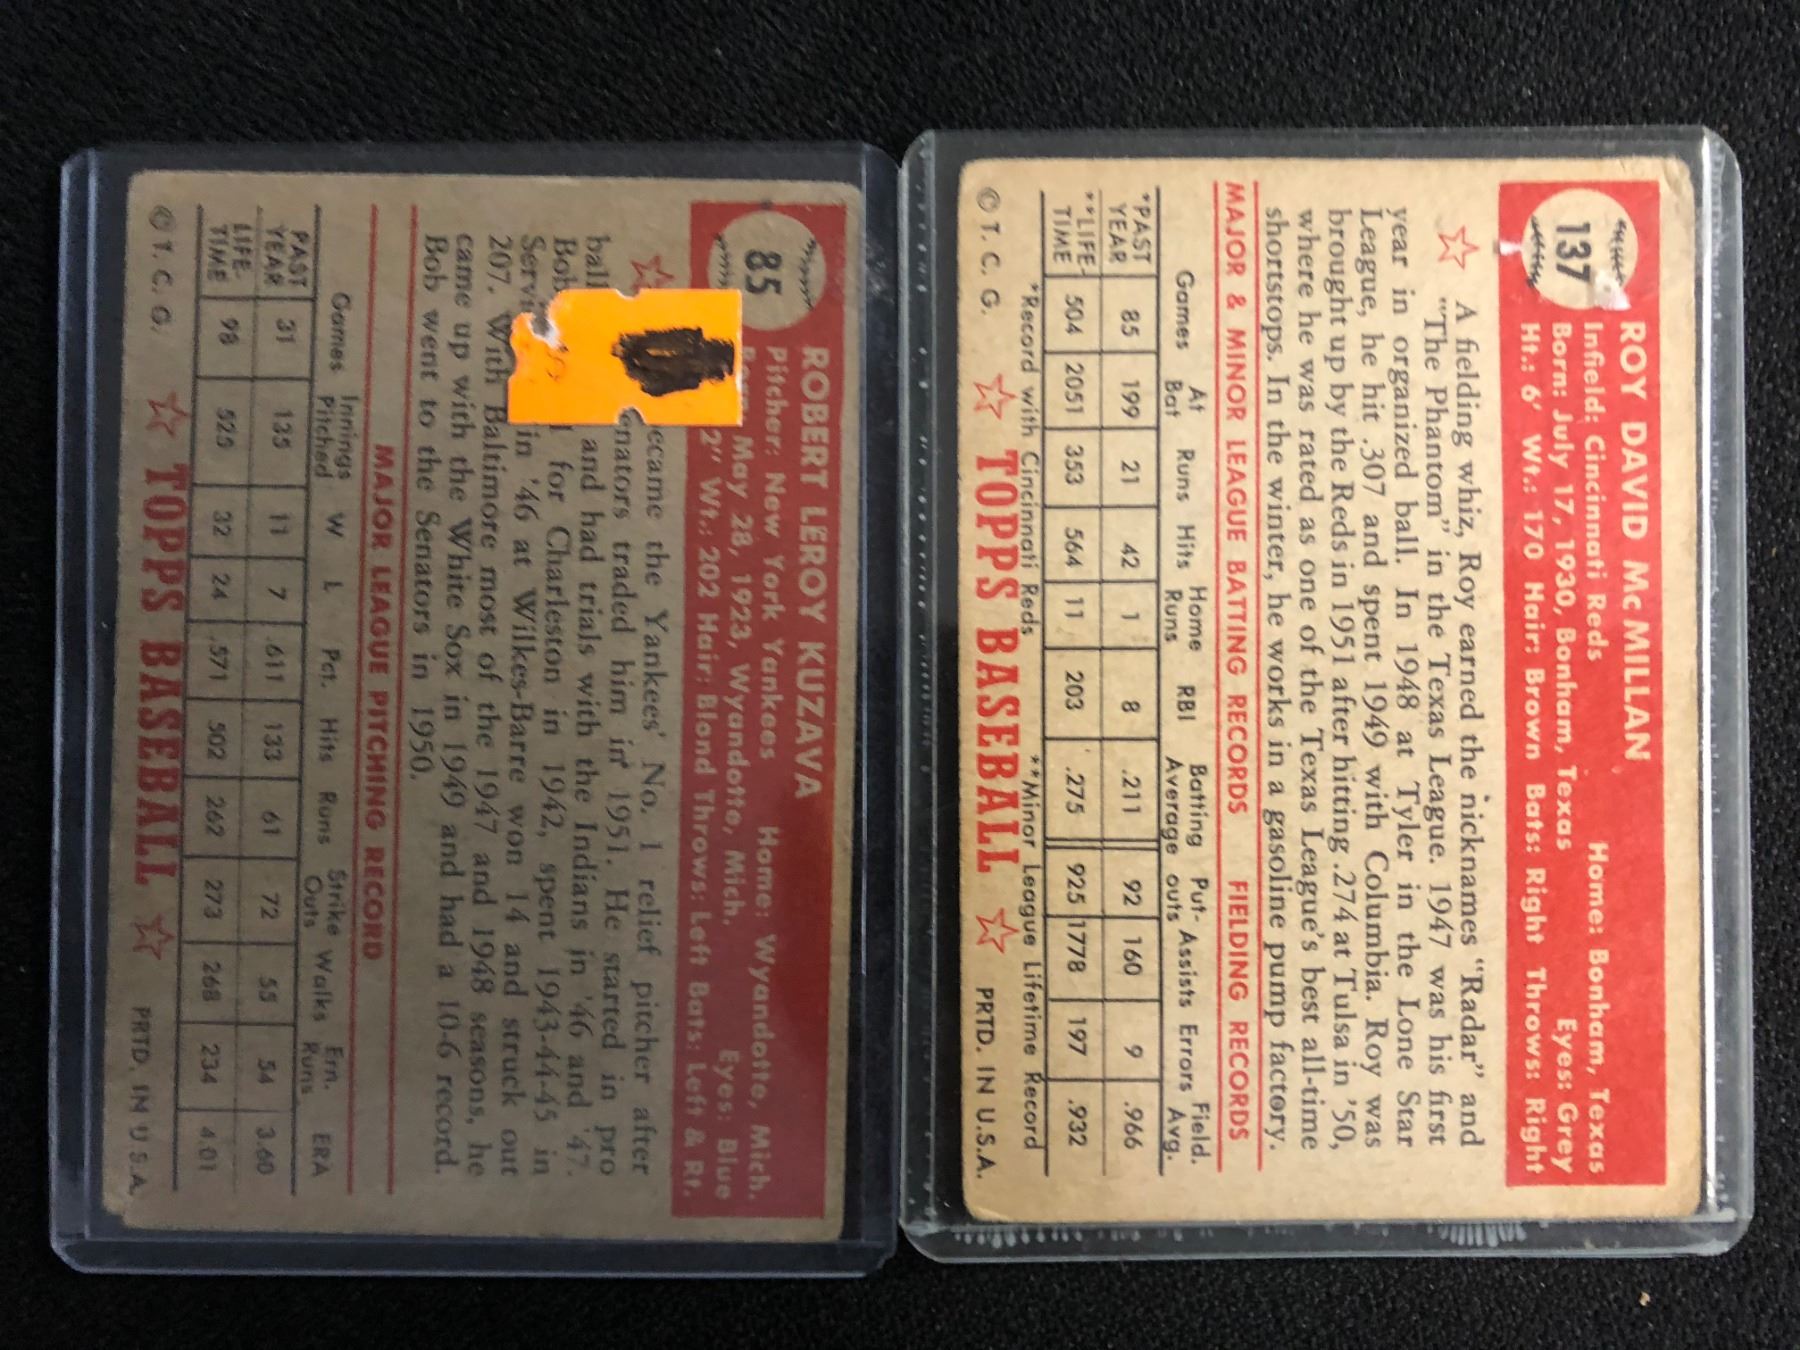 137
ROY DAVID McMILLAN
Infield: Cincinnati Reds Home: Bonham, Texas
Born: July 17, 1930, Bonham, Texas Eyes: Grey
Ht.: 6' Wt.: 170 Hair: Brown Bats: Right Throws: Right
A fielding whiz, Roy earned the nicknames "Radar" and
"The Phantom" in the Texas League. 1947 was his first
year in organized ball. In 1948 at Tyler in the Lone Star
League, he hit .307 and spent 1949 with Columbia. Roy was
brought up by the Reds in 1951 after hitting .274 at Tulsa in '50,
where he was rated as one of the Texas League's best all-time
shortstops. In the winter, he works in a gasoline pump factory.
MAJOR & MINOR LEAGUE BATTING RECORDS FIELDING RECORDS
Games At Bat Runs Hits Home Runs RBI Batting Average Put-outs Assists Errors Field. Avg.
*PAST YEAR 85 199 21 42 1 8 .211 92 160 9 .966
**LIFE-TIME 504 2051 353 564 11 203 .275 925 1778 197 .932
*Record with Cincinnati Reds **Minor League Lifetime Record
© T. C. G. TOPPS BASEBALL PRTD. IN U.S.A.
85
ROBERT LEROY KUZAVA
Pitcher: New York Yankees Home: Wyandotte, Mich.
May 28, 1923, Wyandotte, Mich. Eyes: Blue
2" Wt.: 202 Hair: Blond Throws: Left Bats: Left & Rt.
ecame the Yankees' No. 1 relief pitcher after
enators traded him in 1951. He started in pro
ball and had trials with the Indians in '46 and '47.
Bob for Charleston in 1942, spent 1943-44-45 in
Servi in '46 at Wilkes-Barre won 14 and struck out
207. With Baltimore most of the 1947 and 1948 seasons, he
came up with the White Sox in 1949 and had a 10-6 record.
Bob went to the Senators in 1950.
MAJOR LEAGUE PITCHING RECORD
Games Innings Pitched W L Pct. Hits Runs Strike Outs Walks Ern. Runs ERA
PAST YEAR 31 135 11 7 .611 133 61 72 55 54 3.60
LIFE-TIME 98 525 32 24 .571 502 262 273 268 234 4.01
© T. C. G. TOPPS BASEBALL PRTD. IN U.S.A.